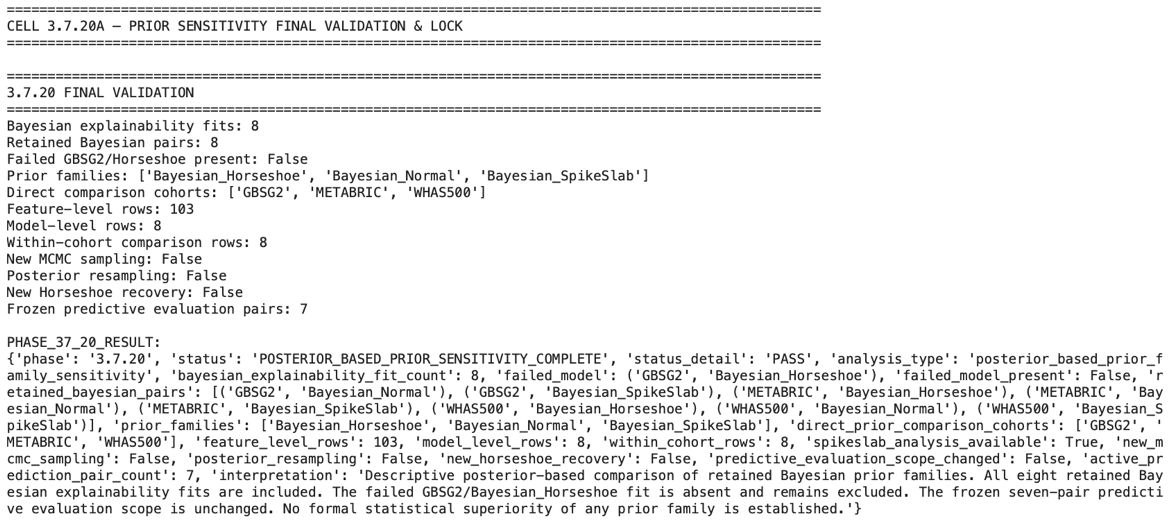 ====================================================================================================
CELL 3.7.20A — PRIOR SENSITIVITY FINAL VALIDATION & LOCK
====================================================================================================

====================================================================================================
3.7.20 FINAL VALIDATION
====================================================================================================
Bayesian explainability fits: 8
Retained Bayesian pairs: 8
Failed GBSG2/Horseshoe present: False
Prior families: ['Bayesian_Horseshoe', 'Bayesian_Normal', 'Bayesian_SpikeSlab']
Direct comparison cohorts: ['GBSG2', 'METABRIC', 'WHAS500']
Feature-level rows: 103
Model-level rows: 8
Within-cohort comparison rows: 8
New MCMC sampling: False
Posterior resampling: False
New Horseshoe recovery: False
Frozen predictive evaluation pairs: 7

PHASE_37_20_RESULT:
{'phase': '3.7.20', 'status': 'POSTERIOR_BASED_PRIOR_SENSITIVITY_COMPLETE', 'status_detail': 'PASS', 'analysis_type': 'posterior_based_prior_f
amily_sensitivity', 'bayesian_explainability_fit_count': 8, 'failed_model': ('GBSG2', 'Bayesian_Horseshoe'), 'failed_model_present': False, 'r
etained_bayesian_pairs': [('GBSG2', 'Bayesian_Normal'), ('GBSG2', 'Bayesian_SpikeSlab'), ('METABRIC', 'Bayesian_Horseshoe'), ('METABRIC', 'Bay
esian_Normal'), ('METABRIC', 'Bayesian_SpikeSlab'), ('WHAS500', 'Bayesian_Horseshoe'), ('WHAS500', 'Bayesian_Normal'), ('WHAS500', 'Bayesian_S
pikeSlab')], 'prior_families': ['Bayesian_Horseshoe', 'Bayesian_Normal', 'Bayesian_SpikeSlab'], 'direct_prior_comparison_cohorts': ['GBSG2', '
METABRIC', 'WHAS500'], 'feature_level_rows': 103, 'model_level_rows': 8, 'within_cohort_rows': 8, 'spikeslab_analysis_available': True, 'new_m
cmc_sampling': False, 'posterior_resampling': False, 'new_horseshoe_recovery': False, 'predictive_evaluation_scope_changed': False, 'active_pr
ediction_pair_count': 7, 'interpretation': 'Descriptive posterior-based comparison of retained Bayesian prior families. All eight retained Bay
esian explainability fits are included. The failed GBSG2/Bayesian_Horseshoe fit is absent and remains excluded. The frozen seven-pair predicti
ve evaluation scope is unchanged. No formal statistical superiority of any prior family is established.'}